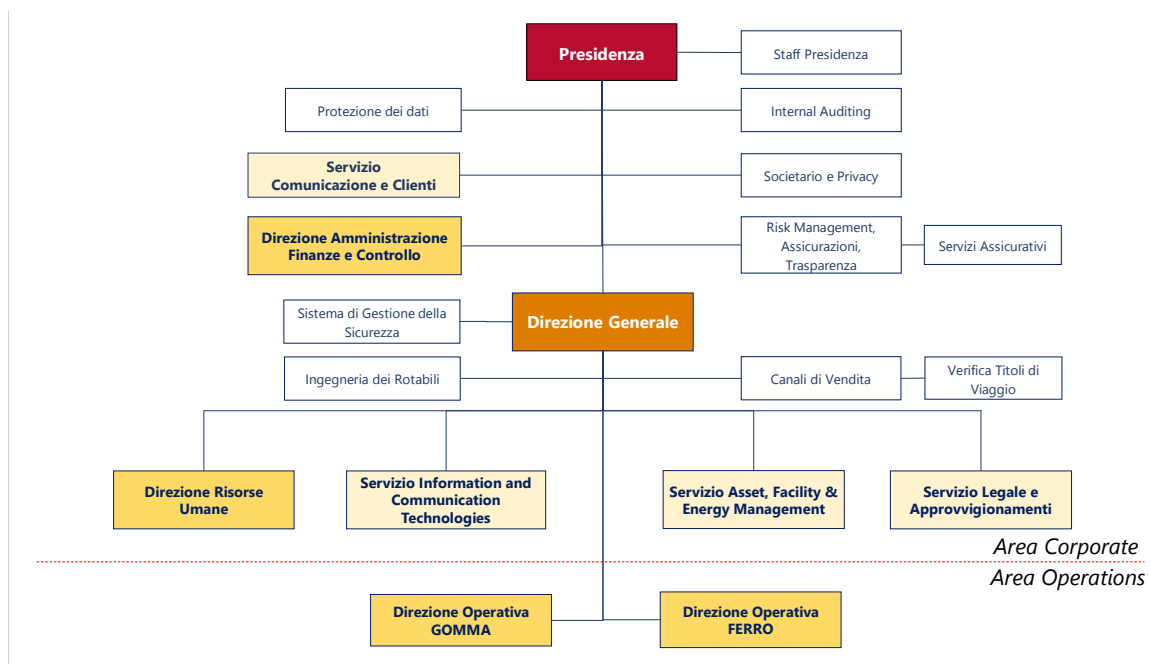 Presidenza
Staff Presidenza
Protezione dei dati
Internal Auditing
Servizio
Comunicazione e Clienti
Societario e Privacy
Direzione Amministrazione
Finanze e Controllo
Risk Management,
Assicurazioni,
Trasparenza
Servizi Assicurativi
Sistema di Gestione della
Sicurezza
Direzione Generale
Ingegneria dei Rotabili
Canali di Vendita
Verifica Titoli di
Viaggio
Direzione Risorse
Umane
Servizio Information and
Communication
Technologies
Servizio Asset, Facility &
Energy Management
Servizio Legale e
Approvvigionamenti
Area Corporate
Area Operations
Direzione Operativa
GOMMA
Direzione Operativa
FERRO